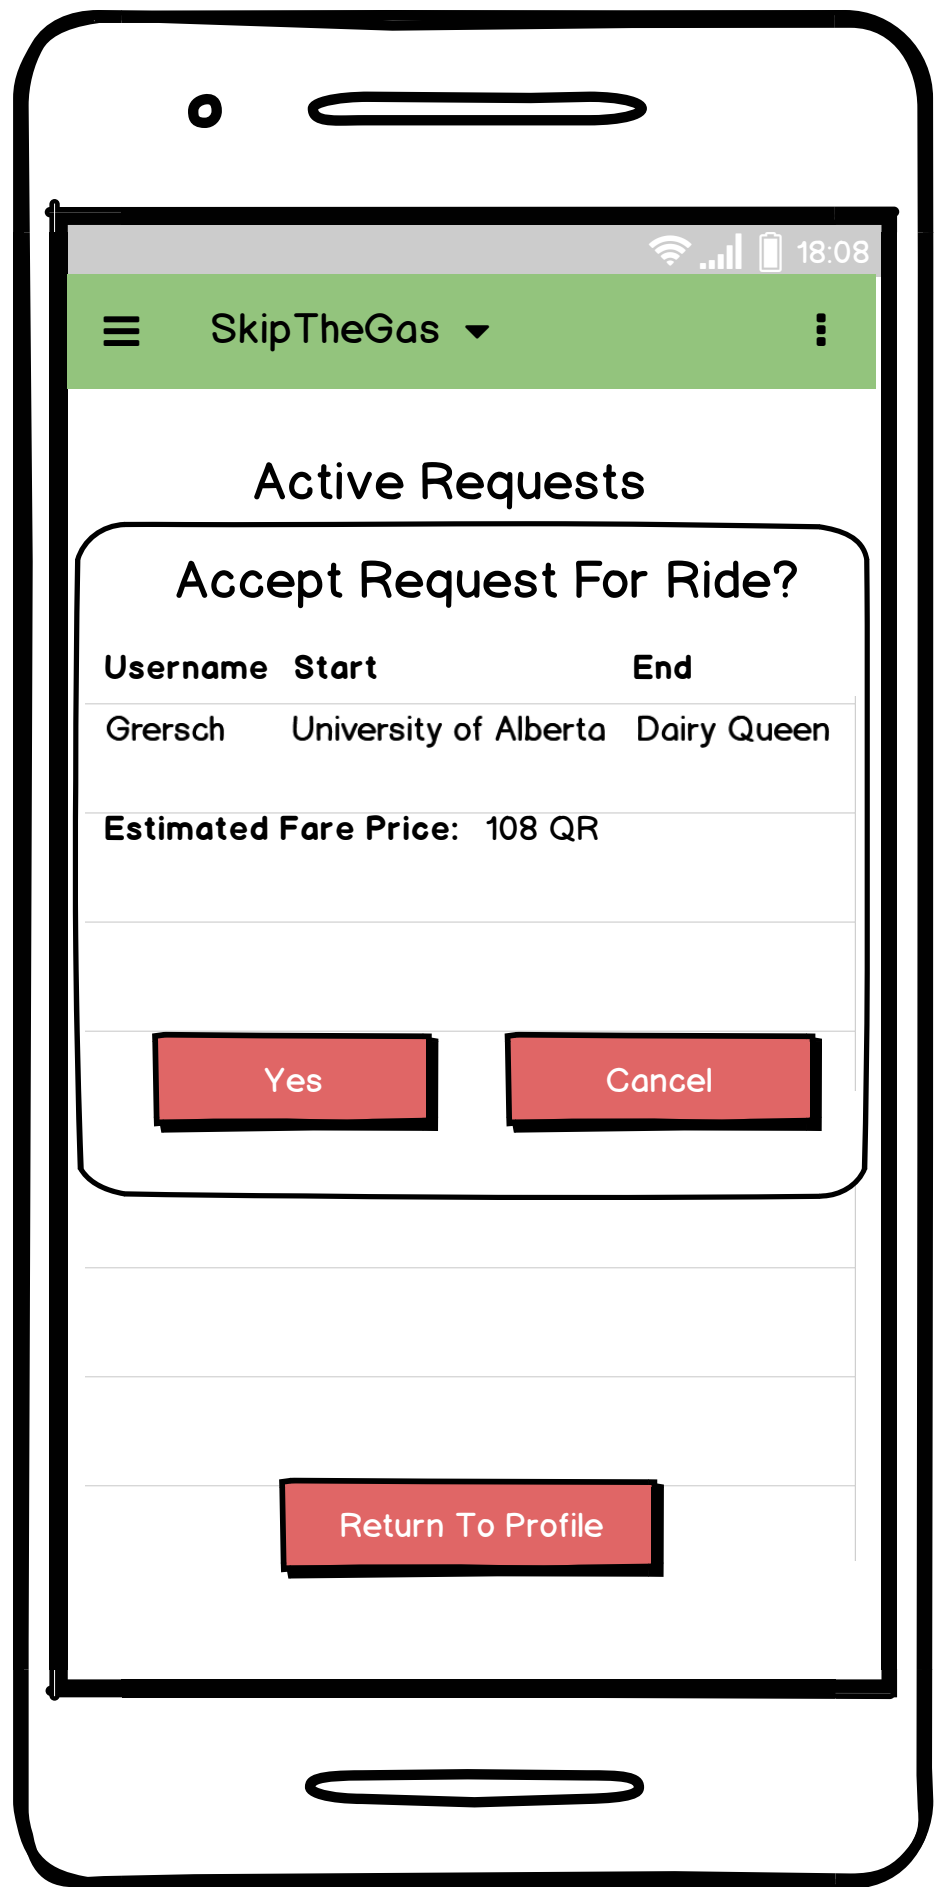 18:08
SkipTheGas
Active Requests
Accept Request For Ride?
Username Start End
Grersch University of Alberta Dairy Queen
Estimated Fare Price: 108 QR
Yes Cancel
Return To Profile